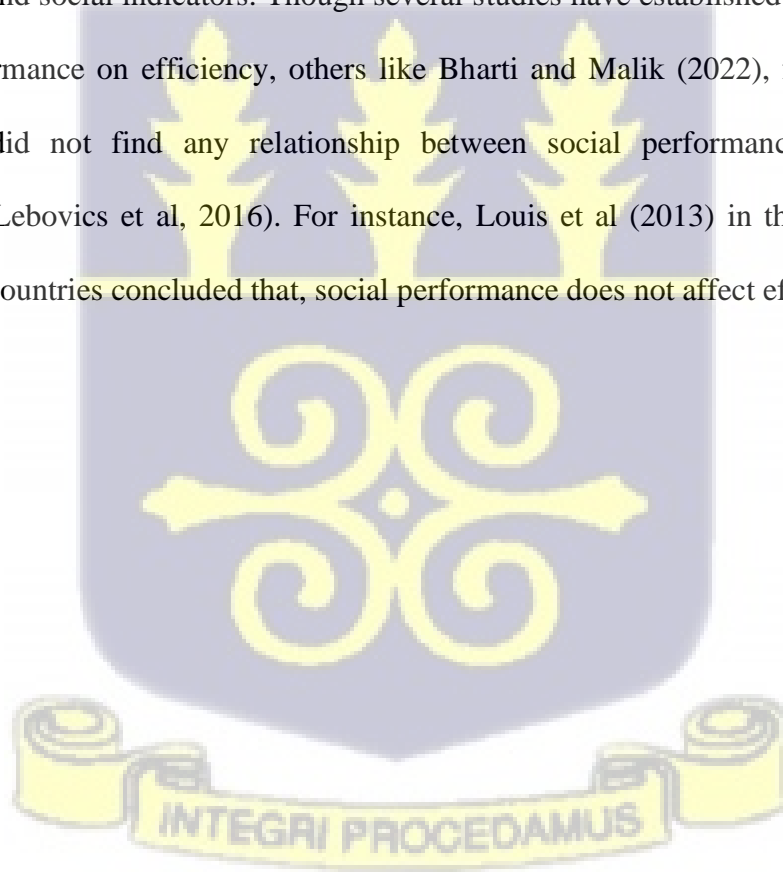 nd social indicators. Though several studies have established
rmance on efficiency, others like Bharti and Malik (2022),
did not find any relationship between social performanc
Lebovics et al, 2016). For instance, Louis et al (2013) in th
ountries concluded that, social performance does not affect ef
INTEGRI PROCEDAMUS